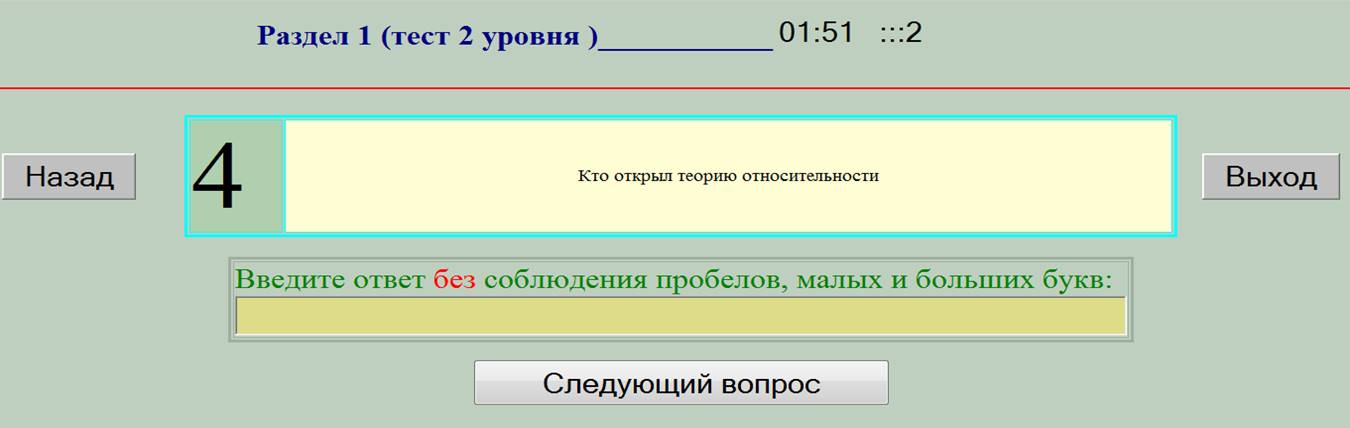 Раздел 1 (тест 2 уровня )____________ 01:51 :::2
Назад
4
Кто открыл теорию относительности
Выход
Введите ответ без соблюдения пробелов, малых и больших букв:
Следующий вопрос